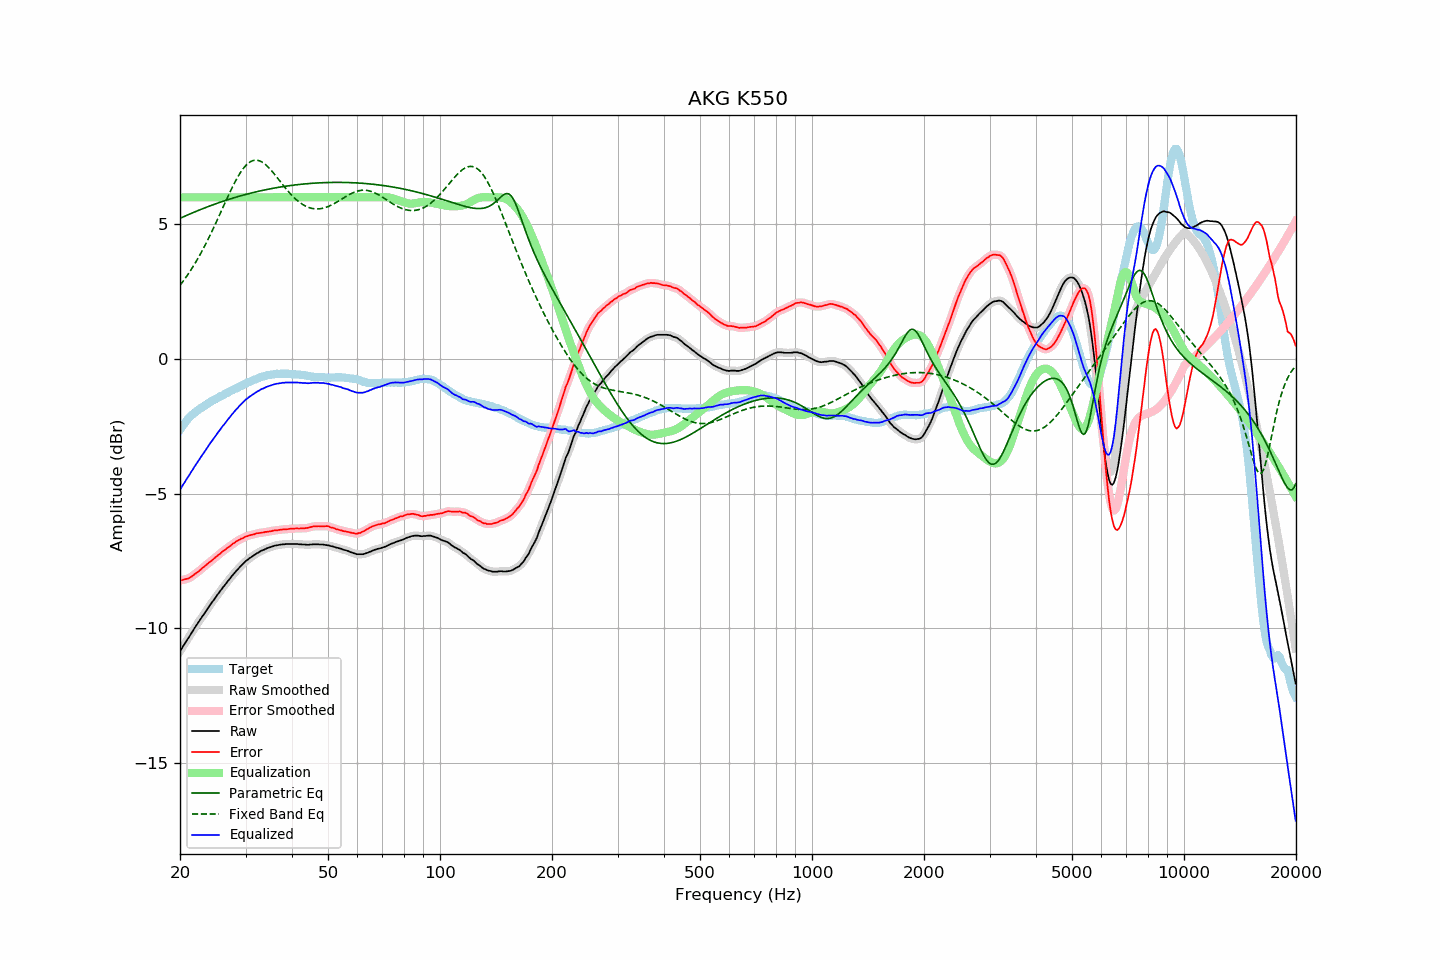 AKG K550
Amplitude (dBr)
5
0
−5
−10
−15
Target
Raw Smoothed
Error Smoothed
Raw
Error
Equalization
Parametric Eq
Fixed Band Eq
Equalized
20 50 100 200 500 1000 2000 5000 10000 20000
Frequency (Hz)